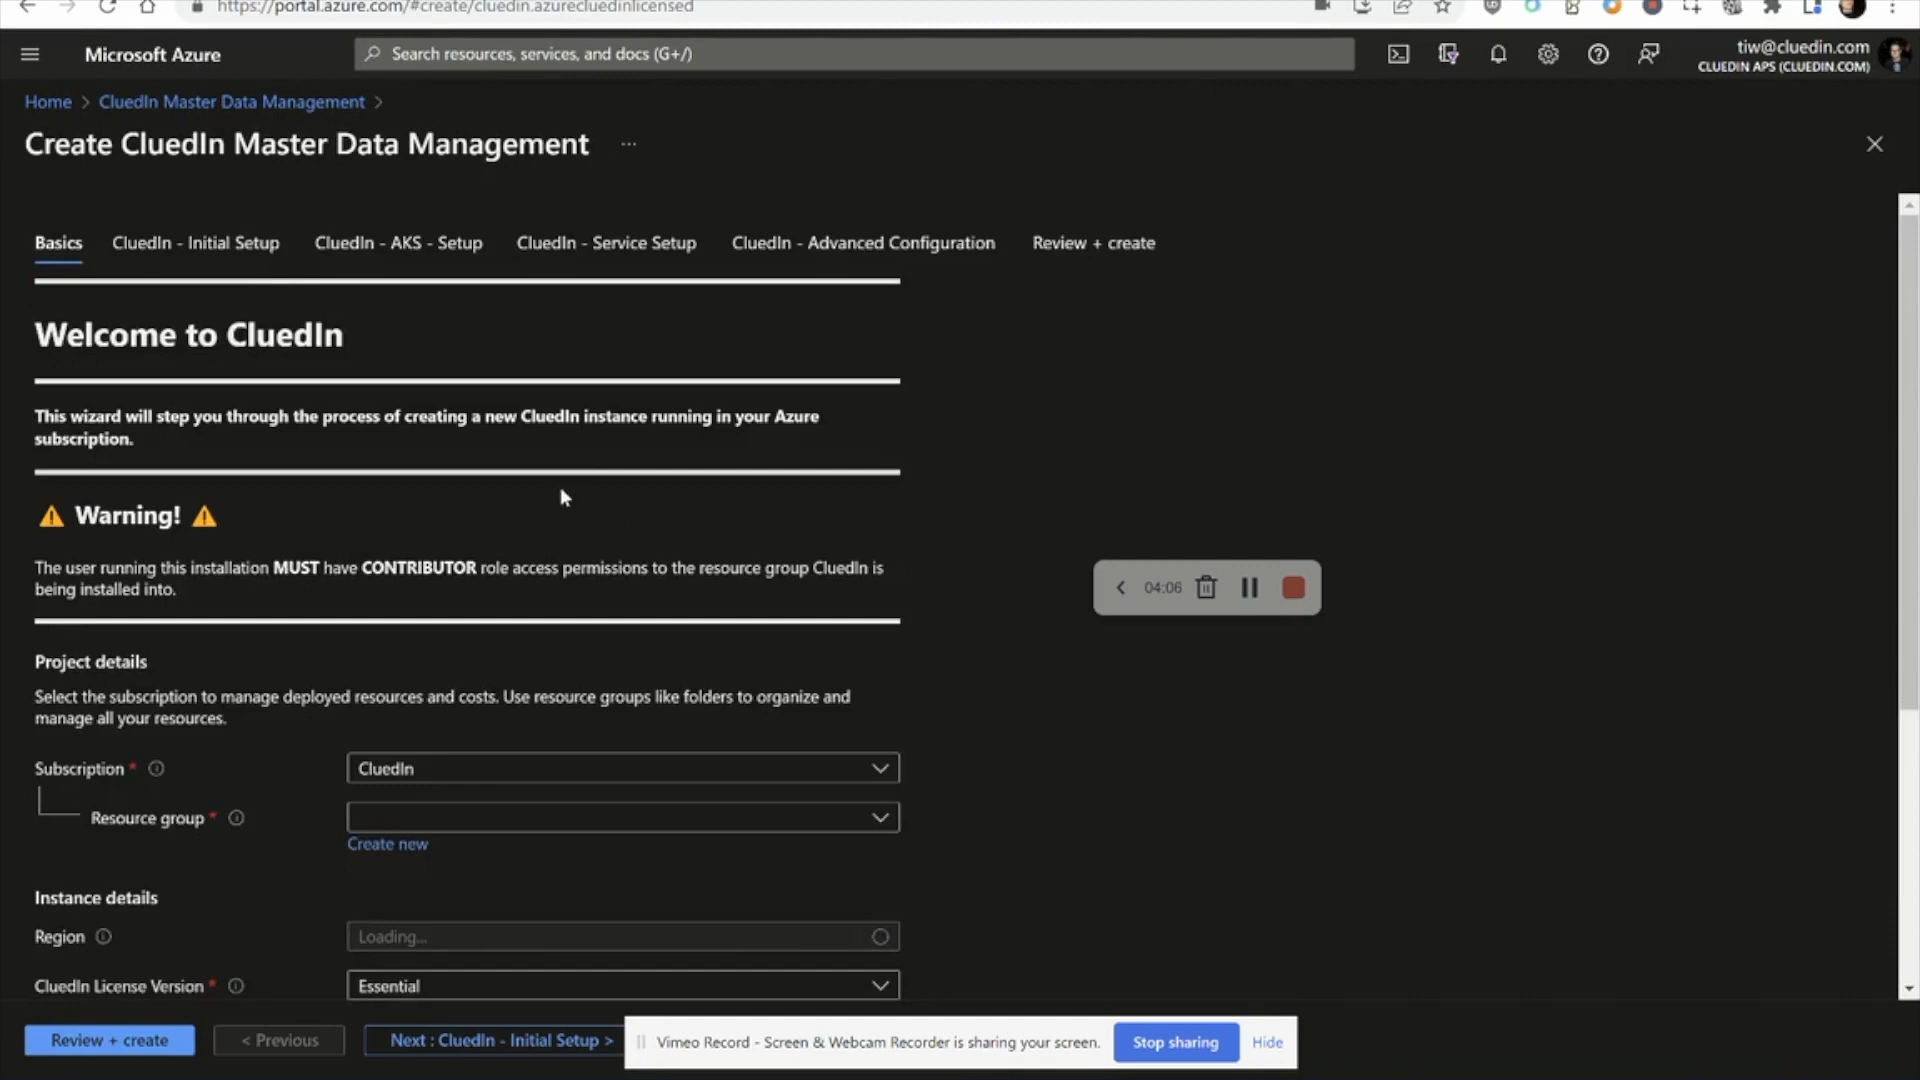 https://portal.azure.com/#create/cluedin.azurecluedinlicensed
Microsoft Azure
Search resources, services, and docs (G+/)
tiw@cluedin.com
CLUEDIN APS (CLUEDIN.COM)
Home > CluedIn Master Data Management >
Create CluedIn Master Data Management ...
Basics CluedIn - Initial Setup CluedIn - AKS - Setup CluedIn - Service Setup CluedIn - Advanced Configuration Review + create
Welcome to CluedIn
This wizard will step you through the process of creating a new CluedIn instance running in your Azure
subscription.
Warning!
The user running this installation MUST have CONTRIBUTOR role access permissions to the resource group CluedIn is
being installed into.
04:06
Project details
Select the subscription to manage deployed resources and costs. Use resource groups like folders to organize and
manage all your resources.
Subscription * CluedIn
Resource group *
Create new
Instance details
Region Loading...
CluedIn License Version * Essential
Review + create < Previous Next : CluedIn - Initial Setup >
Vimeo Record - Screen & Webcam Recorder is sharing your screen. Stop sharing Hide